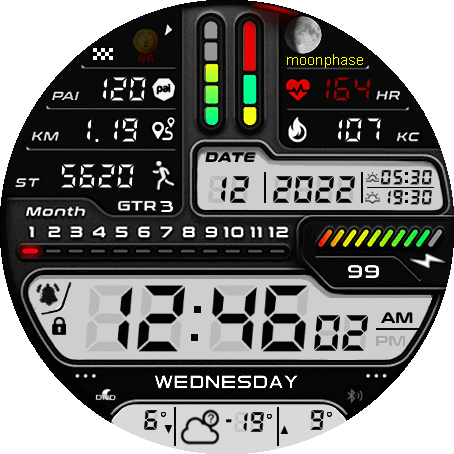 moonphase
PAI 120 pai
164 HR
KM 1.19
107 KC
ST 5620
DATE
12 2022
05:30
19:30
GTR 3
Month
1 2 3 4 5 6 7 8 9 10 11 12
99
12:46 02
AM
PM
WEDNESDAY
DND
6° -19° 9°